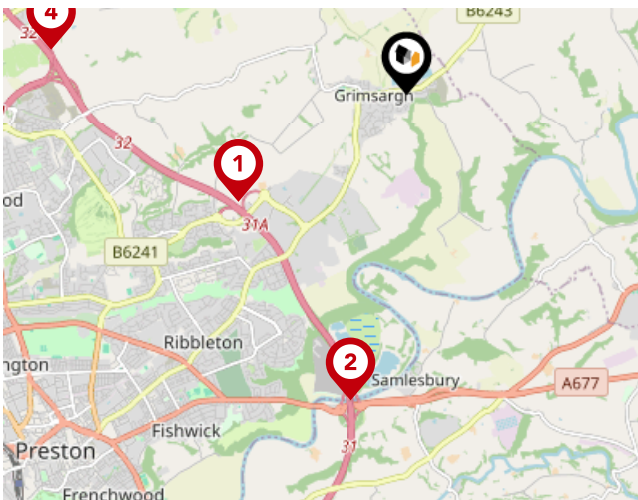 4
B6243
32
Grimsargh
32
1
od
31A
B6241
Ribbleton
2
ngton
Samlesbury
A677
Fishwick
31
Preston
Frenchwood